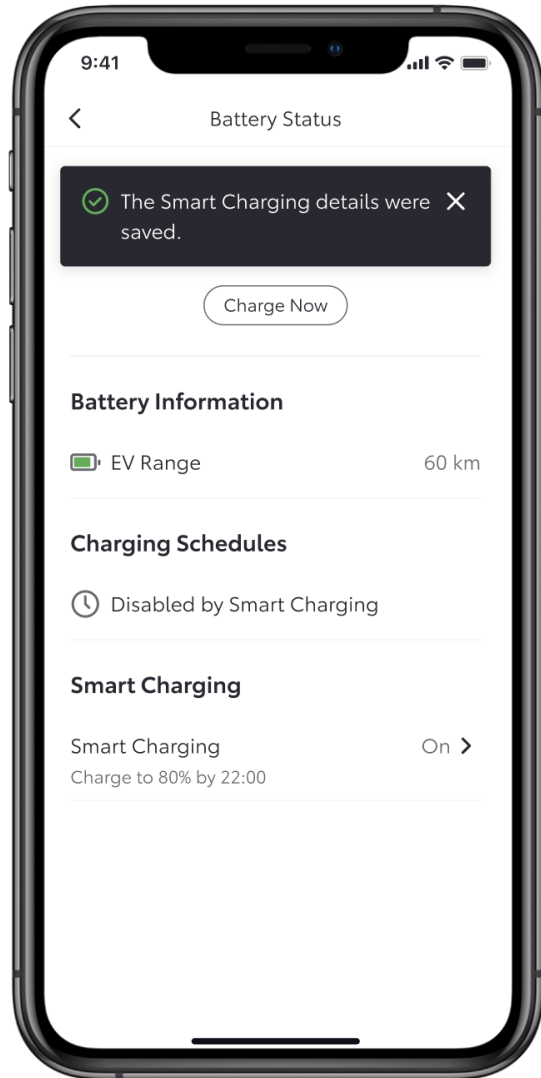 9:41
Battery Status
The Smart Charging details were
saved.
Charge Now
Battery Information
EV Range 60 km
Charging Schedules
Disabled by Smart Charging
Smart Charging
Smart Charging On
Charge to 80% by 22:00